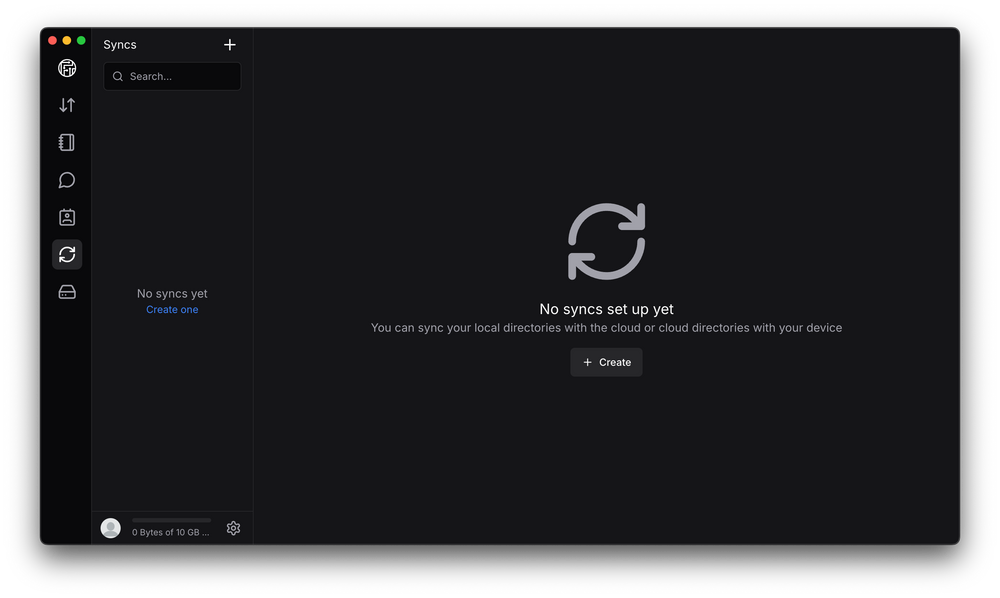 Syncs
Search...
No syncs yet
Create one
No syncs set up yet
You can sync your local directories with the cloud or cloud directories with your device
Create
0 Bytes of 10 GB ...